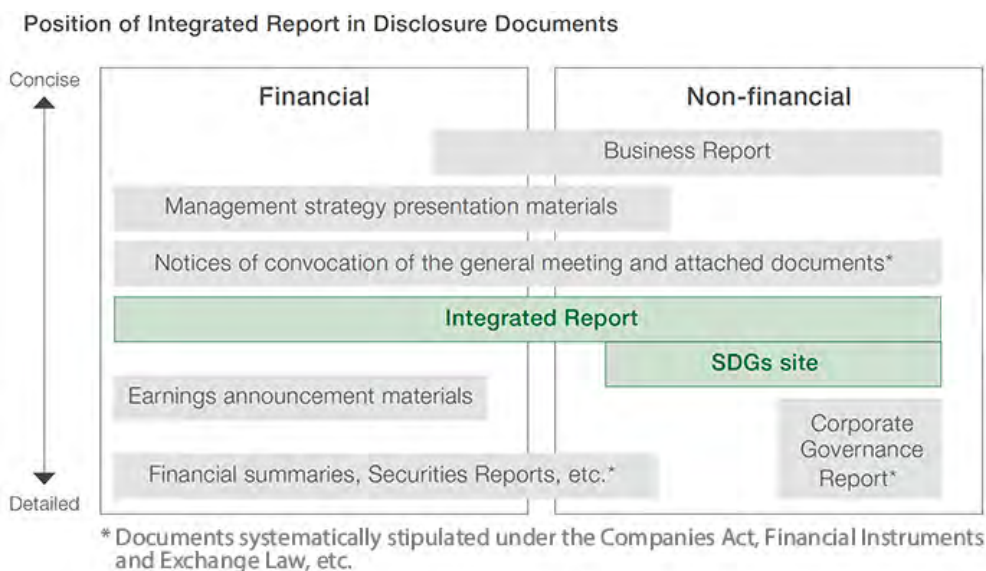 Position of Integrated Report in Disclosure Documents
Concise
Financial
Non-financial
Business Report
Management strategy presentation materials
Notices of convocation of the general meeting and attached documents*
Integrated Report
SDGs site
Earnings announcement materials
Corporate
Governance
Report*
Financial summaries, Securities Reports, etc.*
Detailed
* Documents systematically stipulated under the Companies Act, Financial Instruments
and Exchange Law, etc.